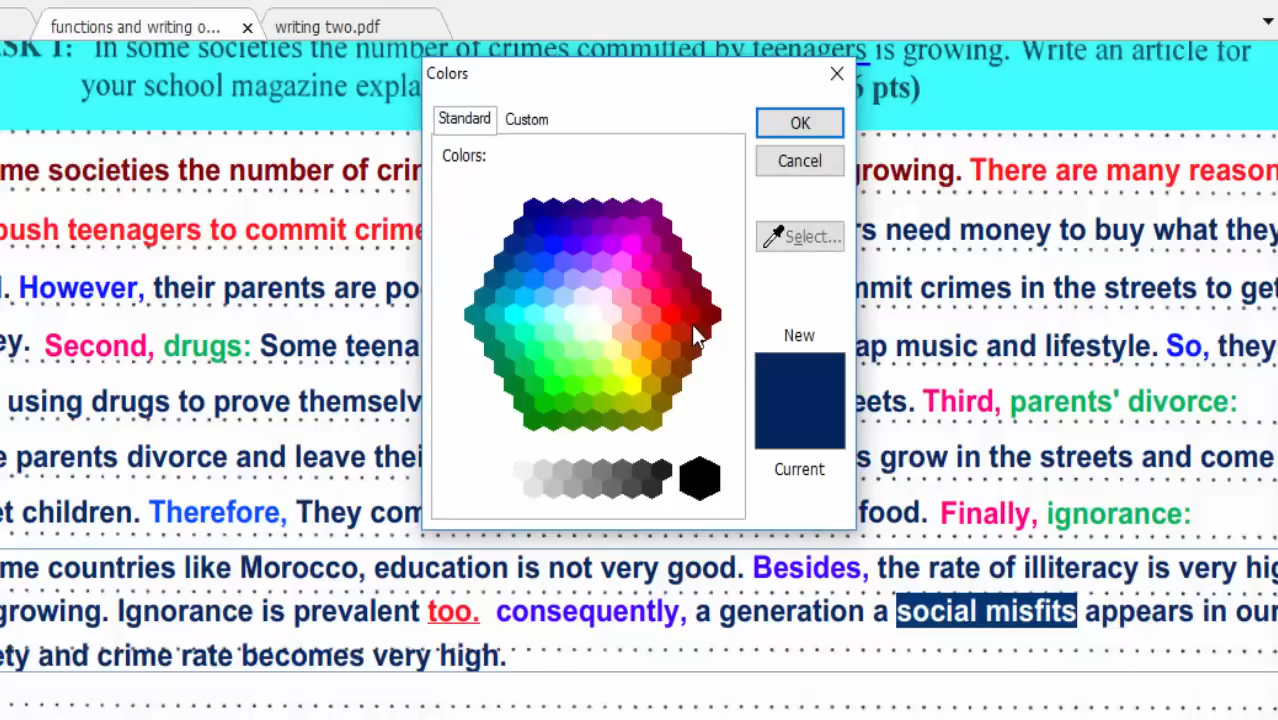 functions and writing o...
writing two.pdf
SK 1: In some societies the number of crimes committed by teenagers is growing. Write an article for
your school magazine expla
6 pts)
Colors
Standard
Custom
OK
Cancel
Colors:
Select...
New
Current
me societies the number of crim
growing. There are many reason
push teenagers to commit crime
rs need money to buy what they
. However, their parents are po
mmit crimes in the streets to get
ey. Second, drugs: Some teena
ap music and lifestyle. So, they
using drugs to prove themselv
eets. Third, parents' divorce:
e parents divorce and leave thei
s grow in the streets and come
et children. Therefore, They com
food. Finally, ignorance:
me countries like Morocco, education is not very good. Besides, the rate of illiteracy is very hig
growing. Ignorance is prevalent too. consequently, a generation a social misfits appears in our
ety and crime rate becomes very high.